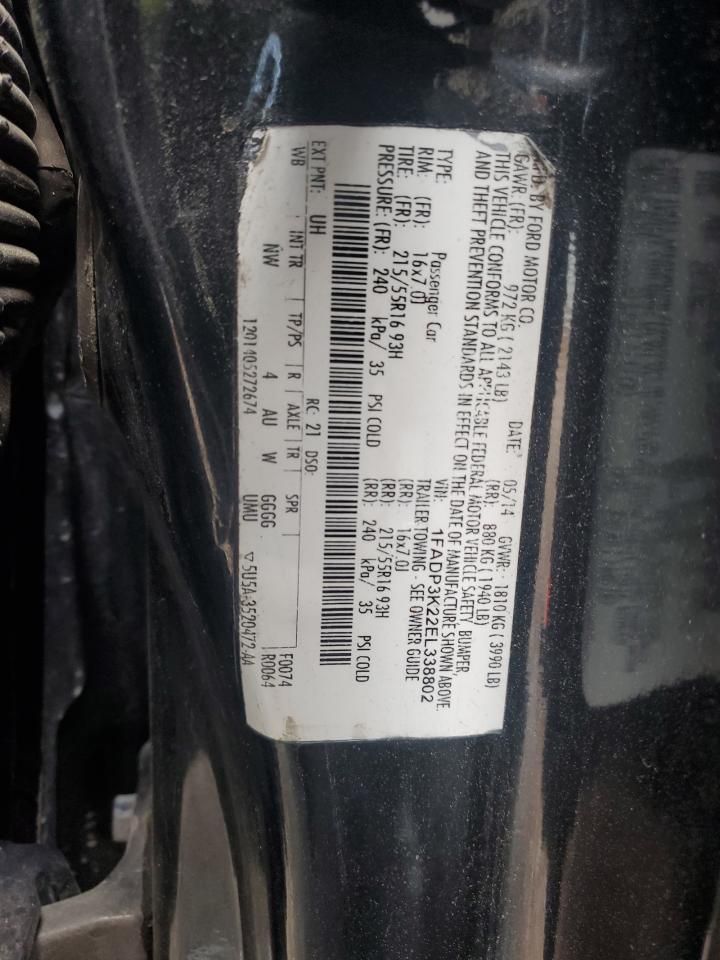 BY FORD MOTOR CO.
DATE: 05/14 GVWR: 1810 KG ( 3990 LB)
GAWR: (FR): 972 KG ( 2143 LB) (RR): 880 KG ( 1940 LB)
THIS VEHICLE CONFORMS TO ALL APPLICABLE FEDERAL MOTOR VEHICLE SAFETY, BUMPER,
AND THEFT PREVENTION STANDARDS IN EFFECT ON THE DATE OF MANUFACTURE SHOWN ABOVE.
VIN: 1FADP3K22EL338802
TYPE: Passenger Car TRAILER TOWING - SEE OWNER GUIDE
RIM: (FR): 16x7.0J (RR): 16x7.0J
TIRE: (FR): 215/55R16 93H (RR): 215/55R16 93H
PRESSURE: (FR): 240 kPa/ 35 PSI COLD (RR): 240 kPa/ 35 PSI COLD
EXT PNT: UH RC: 21 DSO: F0074
WB INT TR TP/PS R AXLE TR SPR R0064
NW 4 AU W GGGG
1201405272674 UMU ▽5U5A-3520472-AA